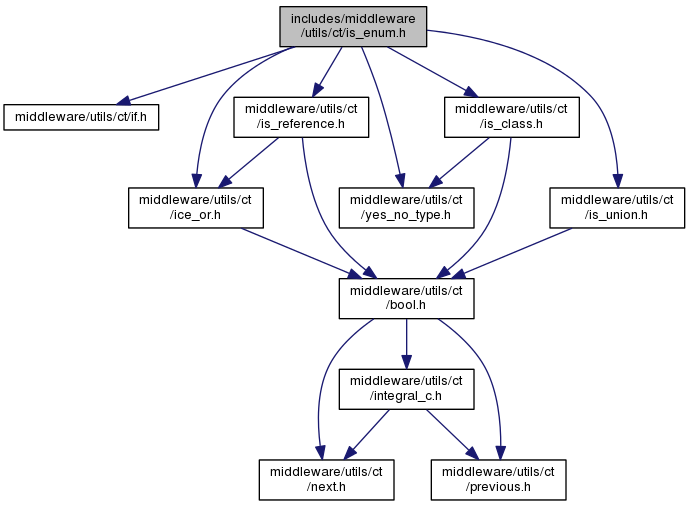 includes/middleware
/utils/ct/is_enum.h
middleware/utils/ct/if.h
middleware/utils/ct
/is_reference.h
middleware/utils/ct
/is_class.h
middleware/utils/ct
/ice_or.h
middleware/utils/ct
/yes_no_type.h
middleware/utils/ct
/is_union.h
middleware/utils/ct
/bool.h
middleware/utils/ct
/integral_c.h
middleware/utils/ct
/next.h
middleware/utils/ct
/previous.h